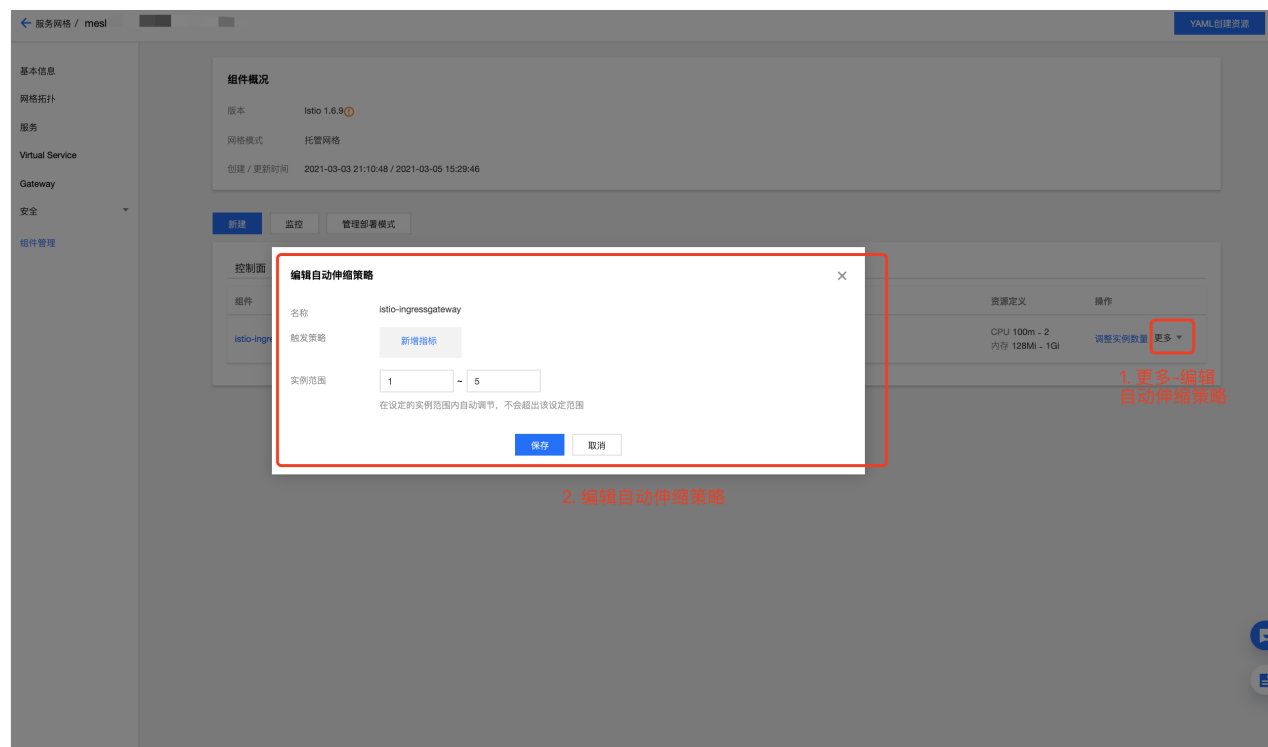 服务网格 / mesl
YAML创建资源
基本信息
网格拓扑
服务
Virtual Service
Gateway
安全
组件管理
组件概况
版本 Istio 1.6.9
网格模式 托管网格
创建 / 更新时间 2021-03-03 21:10:48 / 2021-03-05 15:29:46
新建 监控 管理部署模式
控制面
组件 资源定义 操作
istio-ingre CPU 100m - 2 调整实例数量 更多
内存 128Mi - 1Gi
编辑自动伸缩策略
名称 istio-ingressgateway
触发策略 新增指标
实例范围 1 ~ 5
在设定的实例范围内自动调节，不会超出该设定范围
保存 取消
1. 更多-编辑
自动伸缩策略
2. 编辑自动伸缩策略